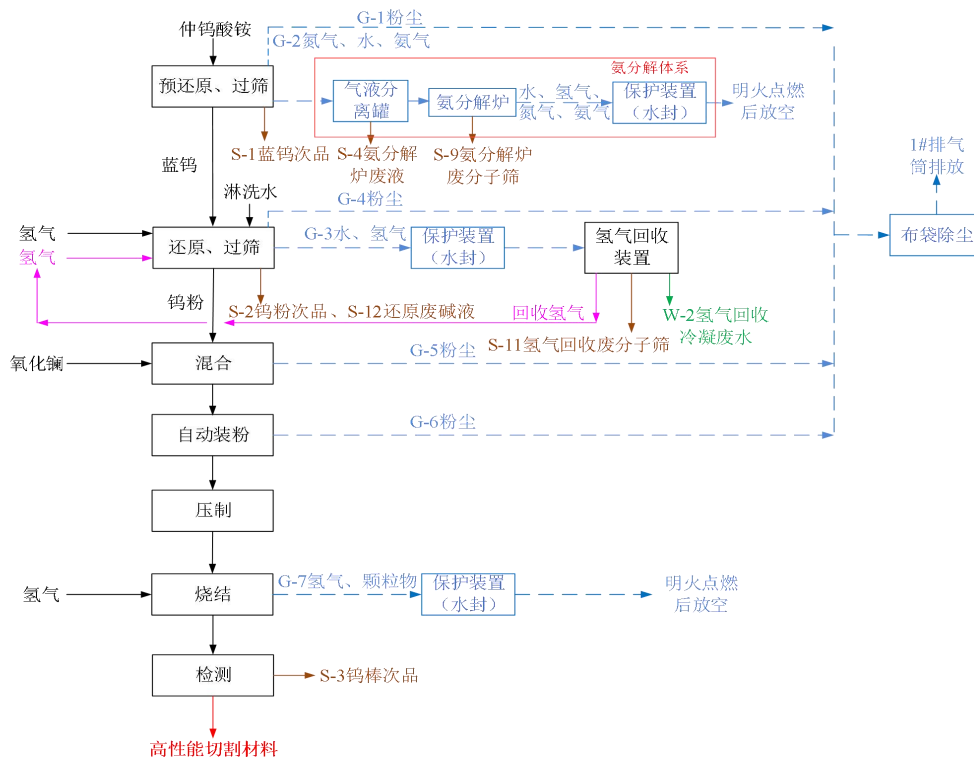 G-1粉尘
仲钨酸铵
G-2氮气、水、氨气
预还原、过筛
氨分解体系
气液分
离罐
氨分解炉
水、氢气、
氮气、氨气
保护装置
（水封）
明火点燃
后放空
S-1蓝钨次品
S-4氨分解
炉废液
S-9氨分解炉
废分子筛
1#排气
筒排放
蓝钨
淋洗水
G-4粉尘
氢气
氢气
还原、过筛
G-3水、氢气
保护装置
（水封）
氢气回收
装置
布袋除尘
钨粉
S-2钨粉次品、S-12还原废碱液
回收氢气
W-2氢气回收
冷凝废水
S-11氢气回收废分子筛
氧化镧
混合
G-5粉尘
自动装粉
G-6粉尘
压制
氢气
烧结
G-7氢气、颗粒物
保护装置
（水封）
明火点燃
后放空
检测
S-3钨棒次品
高性能切割材料